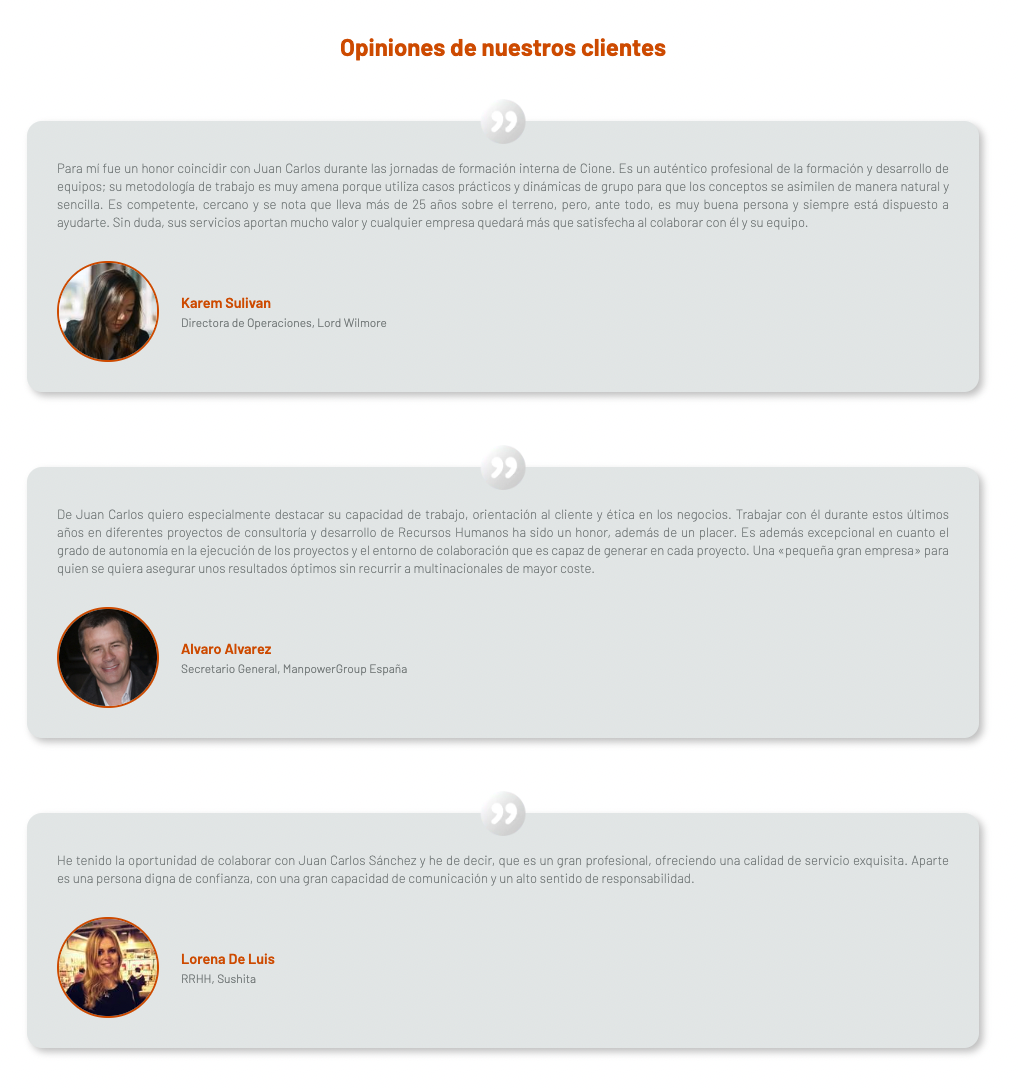 Opiniones de nuestros clientes
Para mí fue un honor coincidir con Juan Carlos durante las jornadas de formación interna de Cione. Es un auténtico profesional de la formación y desarrollo de
equipos; su metodología de trabajo es muy amena porque utiliza casos prácticos y dinámicas de grupo para que los conceptos se asimilen de manera natural y
sencilla. Es competente, cercano y se nota que lleva más de 25 años sobre el terreno, pero, ante todo, es muy buena persona y siempre está dispuesto a
ayudarte. Sin duda, sus servicios aportan mucho valor y cualquier empresa quedará más que satisfecha al colaborar con él y su equipo.
Karem Sulivan
Directora de Operaciones, Lord Wilmore
De Juan Carlos quiero especialmente destacar su capacidad de trabajo, orientación al cliente y ética en los negocios. Trabajar con él durante estos últimos
años en diferentes proyectos de consultoría y desarrollo de Recursos Humanos ha sido un honor, además de un placer. Es además excepcional en cuanto el
grado de autonomía en la ejecución de los proyectos y el entorno de colaboración que es capaz de generar en cada proyecto. Una «pequeña gran empresa» para
quien se quiera asegurar unos resultados óptimos sin recurrir a multinacionales de mayor coste.
Alvaro Alvarez
Secretario General, ManpowerGroup España
He tenido la oportunidad de colaborar con Juan Carlos Sánchez y he de decir, que es un gran profesional, ofreciendo una calidad de servicio exquisita. Aparte
es una persona digna de confianza, con una gran capacidad de comunicación y un alto sentido de responsabilidad.
Lorena De Luis
RRHH, Sushita